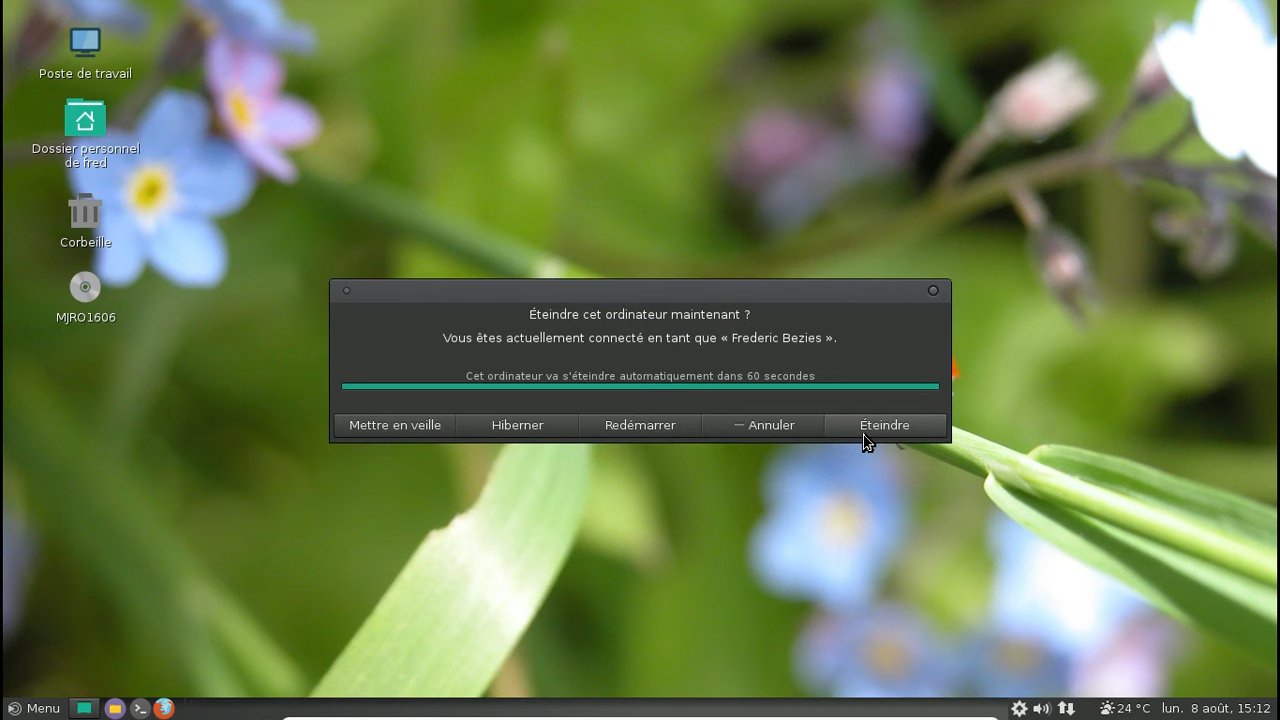 Poste de travail
Dossier personnel
de fred
Corbeille
MJRO1606
Éteindre cet ordinateur maintenant ?
Vous êtes actuellement connecté en tant que « Frederic Bezies ».
Cet ordinateur va s'éteindre automatiquement dans 60 secondes
Mettre en veille
Hiberner
Redémarrer
Annuler
Éteindre
Menu
24 °C
lun. 8 août, 15:12